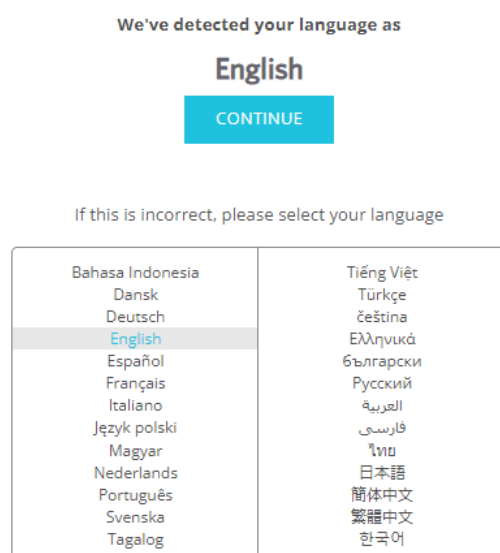 We've detected your language as
English
CONTINUE
If this is incorrect, please select your language
Bahasa Indonesia
Dansk
Deutsch
English
Español
Français
Italiano
Język polski
Magyar
Nederlands
Português
Svenska
Tagalog
Tiếng Việt
Türkçe
čeština
Ελληνικά
български
Русский
العربية
فارسی
ไทย
日本語
簡体中文
繁體中文
한국어